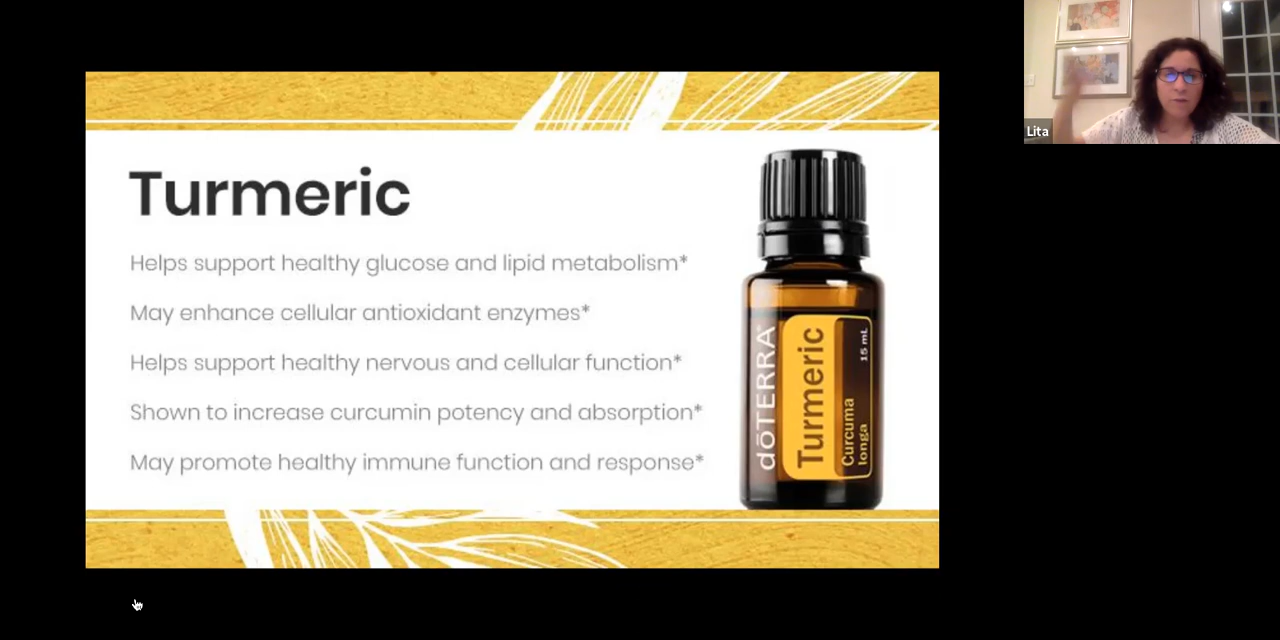 Turmeric
Helps support healthy glucose and lipid metabolism*
May enhance cellular antioxidant enzymes*
Helps support healthy nervous and cellular function*
Shown to increase curcumin potency and absorption*
May promote healthy immune function and response*
dōTERRA
Turmeric
Curcuma
longa
15 mL
Lita